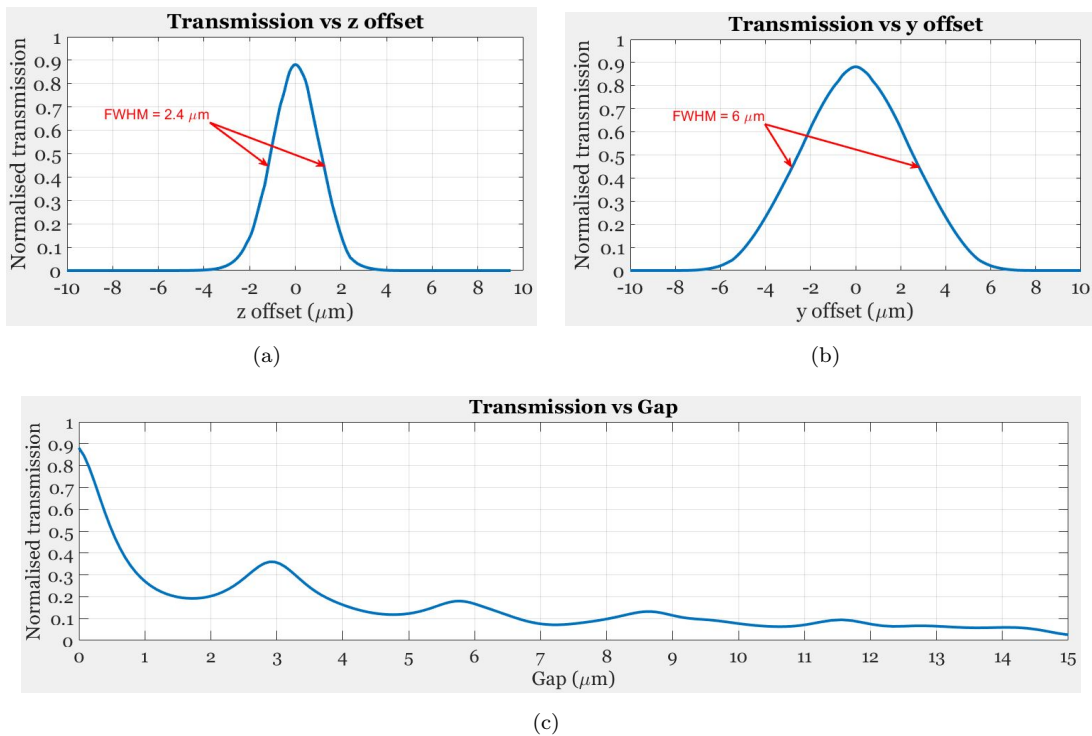 Transmission vs z offset
Normalised transmission
1
0.9
0.8
0.7
0.6
0.5
0.4
0.3
0.2
0.1
0
FWHM = 2.4 μm
-10 -8 -6 -4 -2 0 2 4 6 8 10
z offset (μm)
(a)
Transmission vs y offset
Normalised transmission
1
0.9
0.8
0.7
0.6
0.5
0.4
0.3
0.2
0.1
0
FWHM = 6 μm
-10 -8 -6 -4 -2 0 2 4 6 8 10
y offset (μm)
(b)
Transmission vs Gap
Normalised transmission
1
0.9
0.8
0.7
0.6
0.5
0.4
0.3
0.2
0.1
0
0 1 2 3 4 5 6 7 8 9 10 11 12 13 14 15
Gap (μm)
(c)